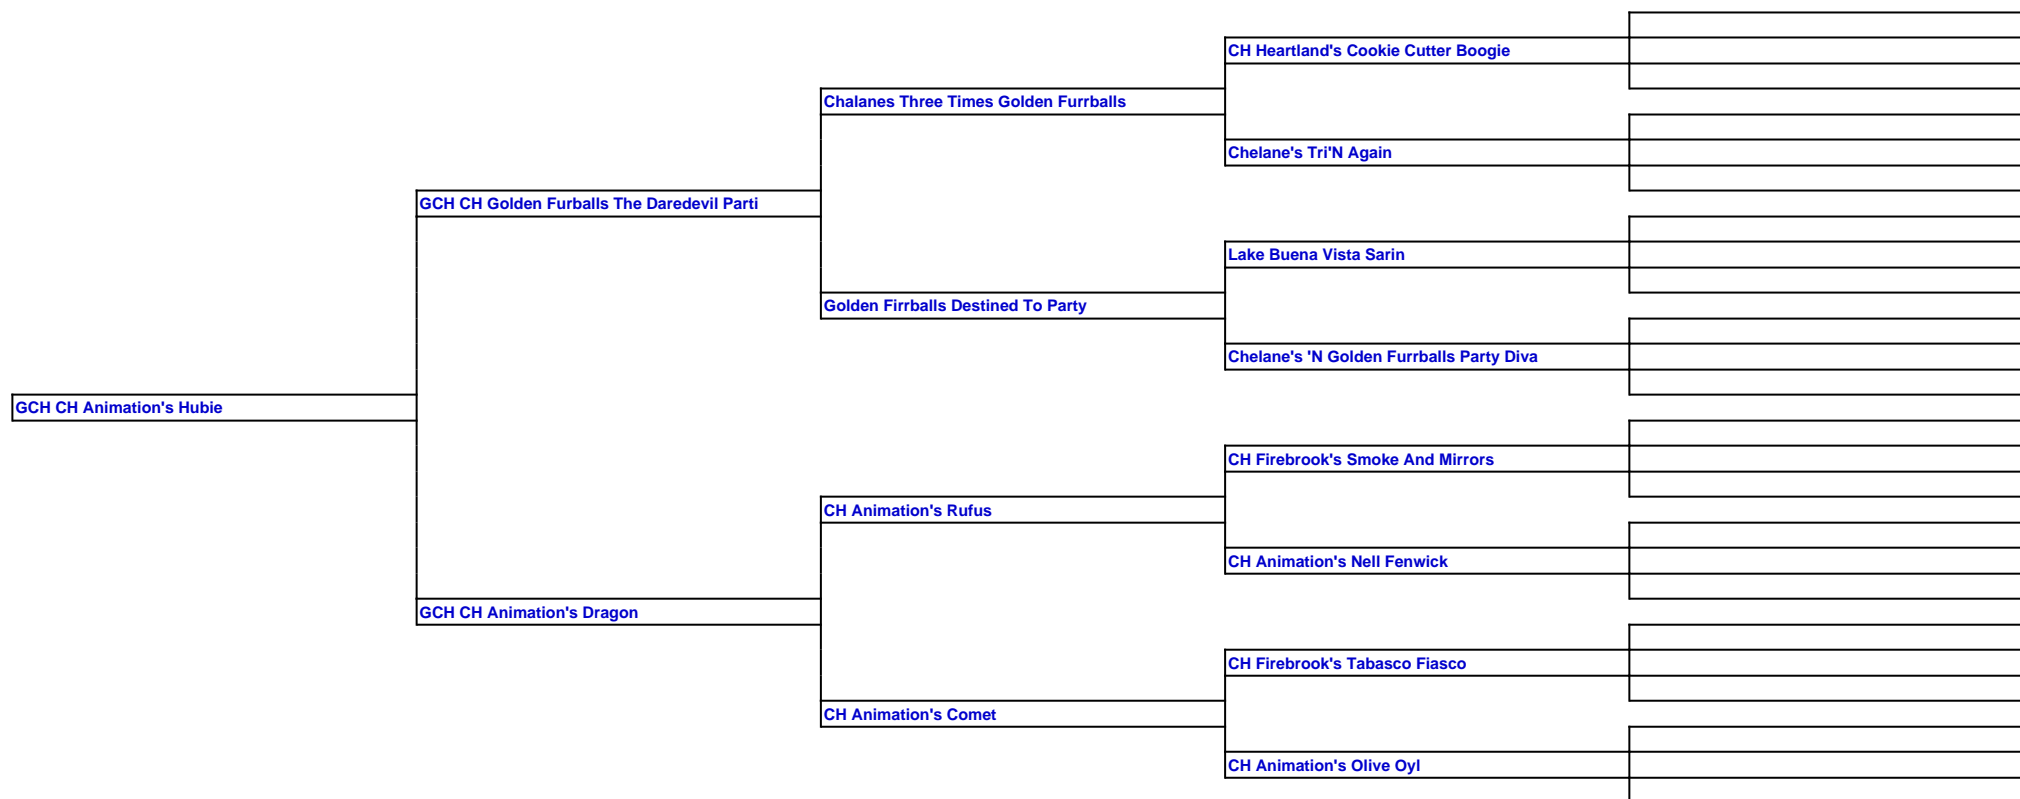 CH Heartland's Cookie Cutter Boogie
Chalanes Three Times Golden Furrballs
Chelane's Tri'N Again
GCH CH Golden Furballs The Daredevil Parti
Lake Buena Vista Sarin
Golden Firrballs Destined To Party
Chelane's 'N Golden Furrballs Party Diva
GCH CH Animation's Hubie
CH Firebrook's Smoke And Mirrors
CH Animation's Rufus
CH Animation's Nell Fenwick
GCH CH Animation's Dragon
CH Firebrook's Tabasco Fiasco
CH Animation's Comet
CH Animation's Olive Oyl